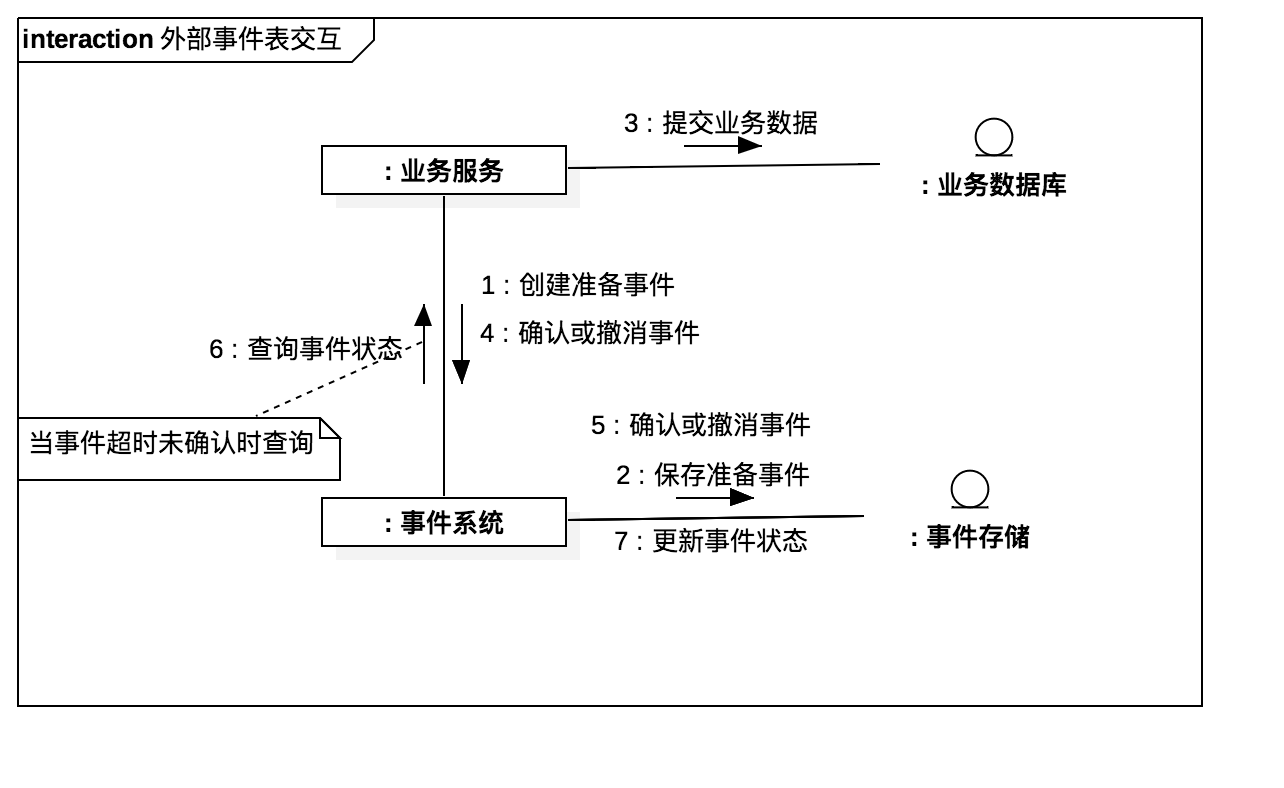 interaction 外部事件表交互
3 : 提交业务数据
: 业务服务
: 业务数据库
1 : 创建准备事件
4 : 确认或撤消事件
6 : 查询事件状态
当事件超时未确认时查询
5 : 确认或撤消事件
2 : 保存准备事件
: 事件系统
7 : 更新事件状态
: 事件存储